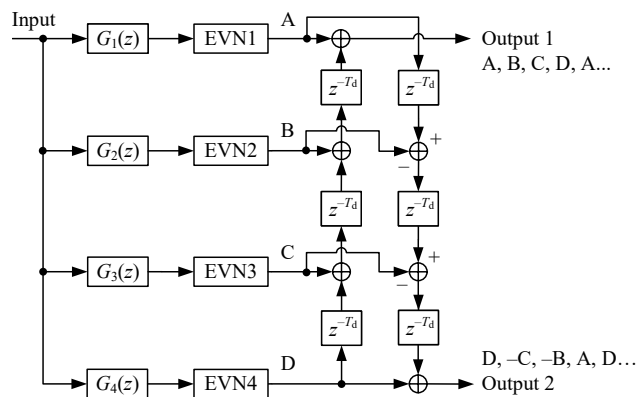 Input
G₁(z)
EVN1
A
Output 1
A, B, C, D, A...
z⁻ᵀᵈ
z⁻ᵀᵈ
+
G₂(z)
EVN2
B
−
z⁻ᵀᵈ
z⁻ᵀᵈ
+
G₃(z)
EVN3
C
−
z⁻ᵀᵈ
z⁻ᵀᵈ
G₄(z)
EVN4
D
D, –C, –B, A, D…
Output 2